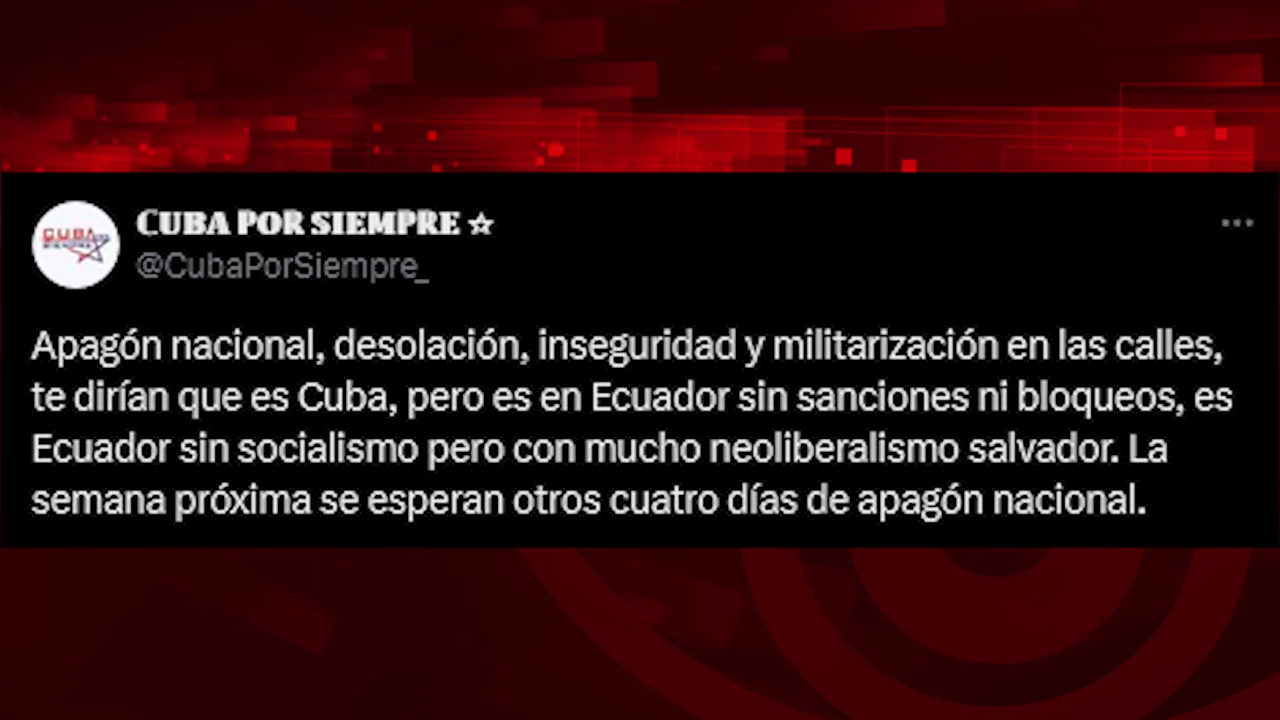 CUBA POR SIEMPRE ☆
@CubaPorSiempre_
CUBA
Apagón nacional, desolación, inseguridad y militarización en las calles,
te dirían que es Cuba, pero es en Ecuador sin sanciones ni bloqueos, es
Ecuador sin socialismo pero con mucho neoliberalismo salvador. La
semana próxima se esperan otros cuatro días de apagón nacional.